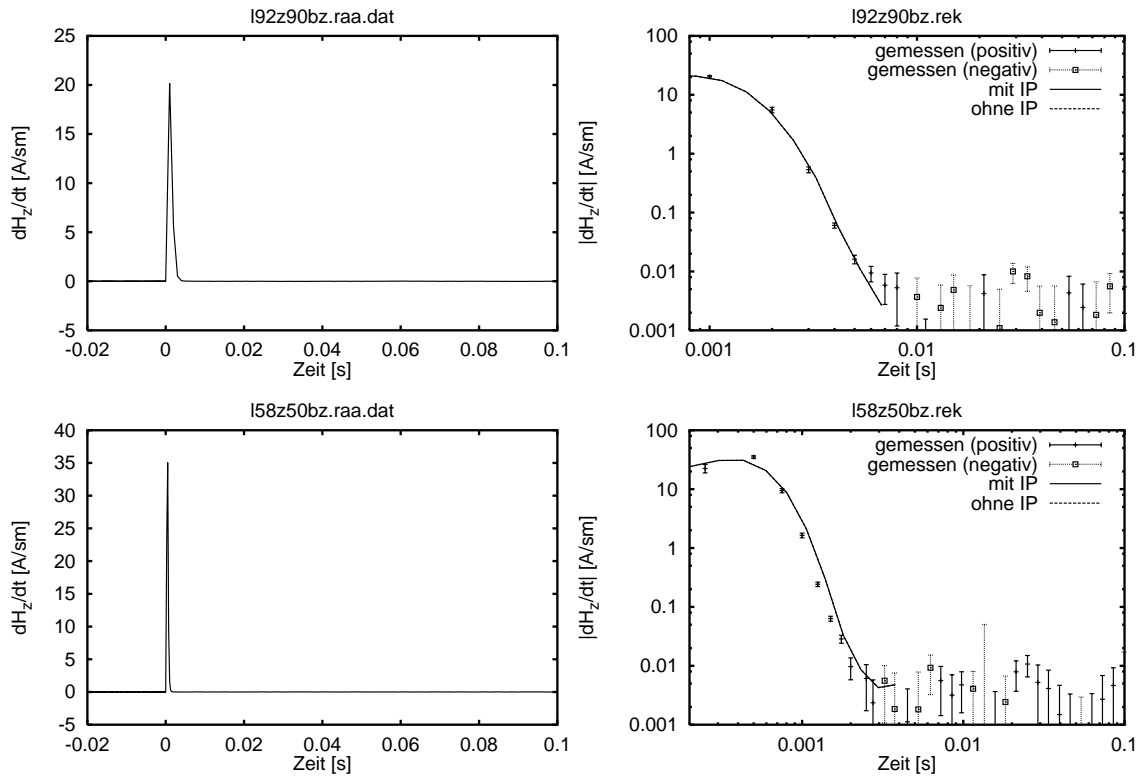 l92z90bz.raa.dat
25
20
15
10
5
0
-5
dHz/dt [A/sm]
-0.02 0 0.02 0.04 0.06 0.08 0.1
Zeit [s]
l92z90bz.rek
100
10
1
0.1
0.01
0.001
|dHz/dt| [A/sm]
gemessen (positiv)
gemessen (negativ)
mit IP
ohne IP
0.001 0.01 0.1
Zeit [s]
l58z50bz.raa.dat
40
35
30
25
20
15
10
5
0
-5
dHz/dt [A/sm]
-0.02 0 0.02 0.04 0.06 0.08 0.1
Zeit [s]
l58z50bz.rek
100
10
1
0.1
0.01
0.001
|dHz/dt| [A/sm]
gemessen (positiv)
gemessen (negativ)
mit IP
ohne IP
0.001 0.01 0.1
Zeit [s]